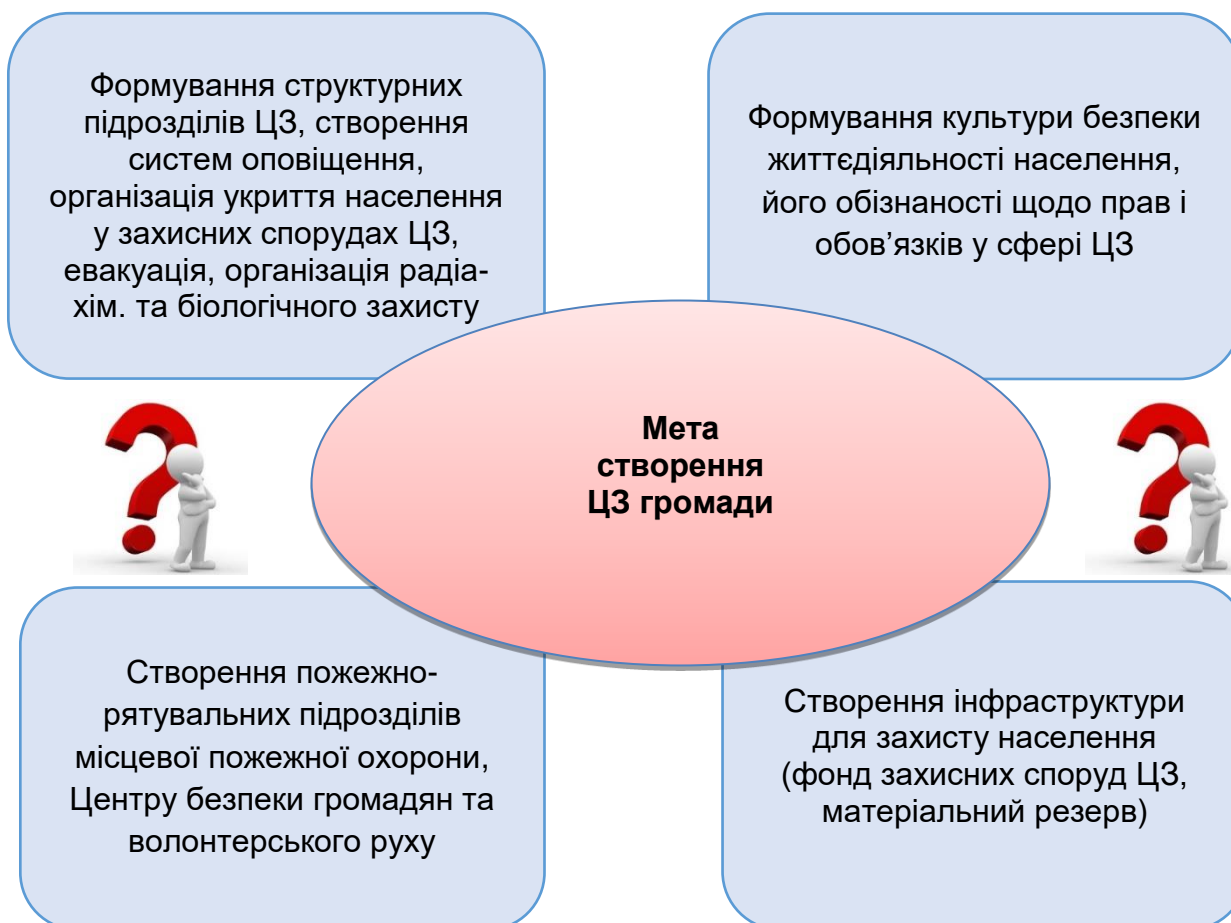 Формування структурних
підрозділів ЦЗ, створення
систем оповіщення,
організація укриття населення
у захисних спорудах ЦЗ,
евакуація, організація радіа-
хім. та біологічного захисту
Формування культури безпеки
життєдіяльності населення,
його обізнаності щодо прав і
обов’язків у сфері ЦЗ
Мета
створення
ЦЗ громади
Створення пожежно-
рятувальних підрозділів
місцевої пожежної охорони,
Центру безпеки громадян та
волонтерського руху
Створення інфраструктури
для захисту населення
(фонд захисних споруд ЦЗ,
матеріальний резерв)